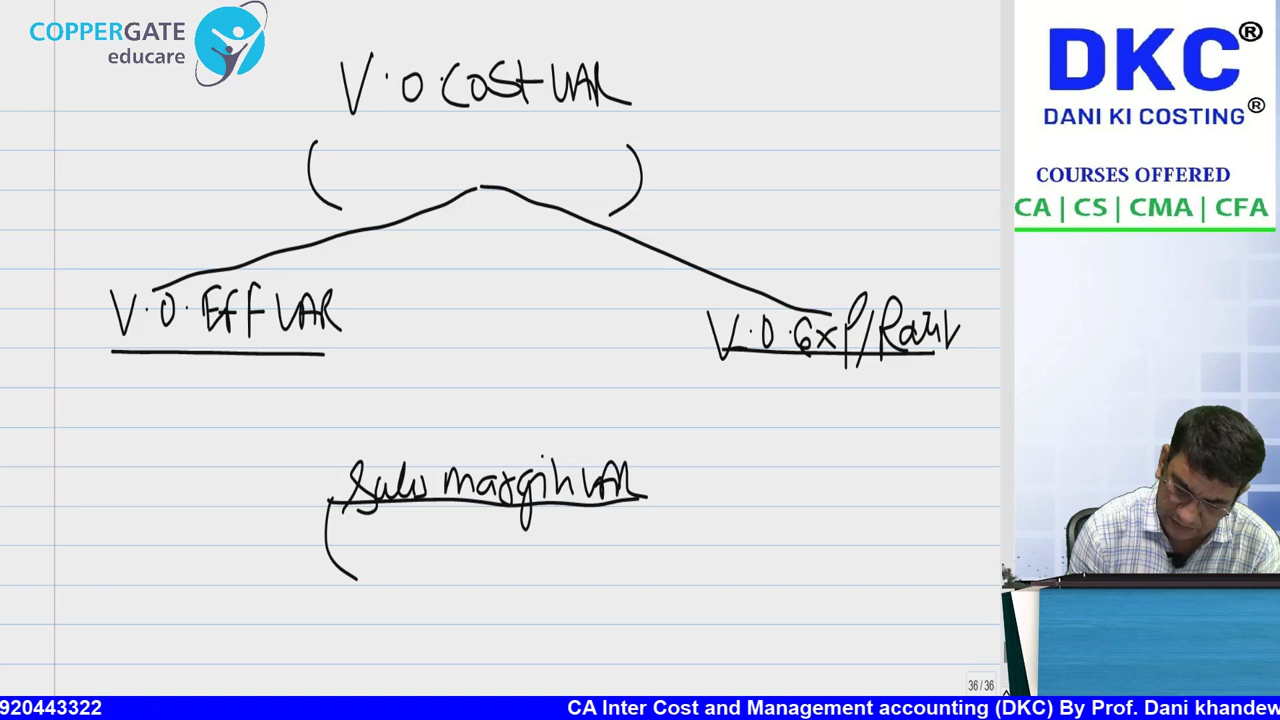 COPPERGATE
educare
V.O.COST VAR
V.O. Eff VAR
V.O.Exp/Rate V
Sales margin VAR
36/36
DKC®
DANI KI COSTING®
COURSES OFFERED
CA | CS | CMA | CFA
920443322
CA Inter Cost and Management accounting (DKC) By Prof. Dani khandew